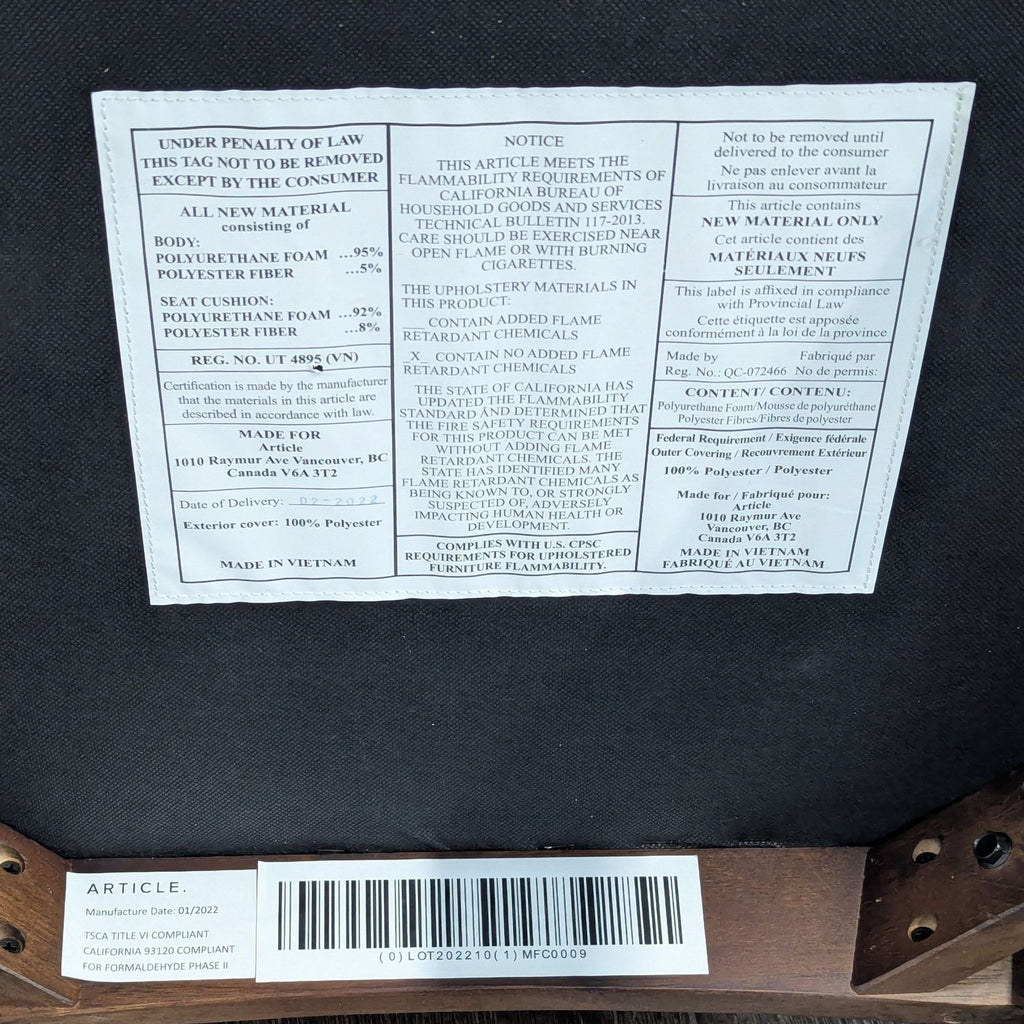 UNDER PENALTY OF LAW
THIS TAG NOT TO BE REMOVED
EXCEPT BY THE CONSUMER
ALL NEW MATERIAL
consisting of
BODY:
POLYURETHANE FOAM ...95%
POLYESTER FIBER ...5%
SEAT CUSHION:
POLYURETHANE FOAM ...92%
POLYESTER FIBER ...8%
REG. NO. UT 4895 (VN)
Certification is made by the manufacturer
that the materials in this article are
described in accordance with law.
MADE FOR
Article
1010 Raymur Ave Vancouver, BC
Canada V6A 3T2
Date of Delivery: 02-2022
Exterior cover: 100% Polyester
MADE IN VIETNAM
NOTICE
THIS ARTICLE MEETS THE
FLAMMABILITY REQUIREMENTS OF
CALIFORNIA BUREAU OF
HOUSEHOLD GOODS AND SERVICES
TECHNICAL BULLETIN 117-2013.
CARE SHOULD BE EXERCISED NEAR
OPEN FLAME OR WITH BURNING
CIGARETTES.
THE UPHOLSTERY MATERIALS IN
THIS PRODUCT:
___ CONTAIN ADDED FLAME
RETARDANT CHEMICALS
_X_ CONTAIN NO ADDED FLAME
RETARDANT CHEMICALS
THE STATE OF CALIFORNIA HAS
UPDATED THE FLAMMABILITY
STANDARD AND DETERMINED THAT
THE FIRE SAFETY REQUIREMENTS
FOR THIS PRODUCT CAN BE MET
WITHOUT ADDING FLAME
RETARDANT CHEMICALS. THE
STATE HAS IDENTIFIED MANY
FLAME RETARDANT CHEMICALS AS
BEING KNOWN TO, OR STRONGLY
SUSPECTED OF, ADVERSELY
IMPACTING HUMAN HEALTH OR
DEVELOPMENT.
COMPLIES WITH U.S. CPSC
REQUIREMENTS FOR UPHOLSTERED
FURNITURE FLAMMABILITY.
Not to be removed until
delivered to the consumer
Ne pas enlever avant la
livraison au consommateur
This article contains
NEW MATERIAL ONLY
Cet article contient des
MATÉRIAUX NEUFS
SEULEMENT
This label is affixed in compliance
with Provincial Law
Cette étiquette est apposée
conformément à la loi de la province
Made by Fabriqué par
Reg. No.: QC-072466 No de permis:
CONTENT/CONTENU:
Polyurethane Foam/Mousse de polyuréthane
Polyester Fibres/Fibres de polyester
Federal Requirement / Exigence fédérale
Outer Covering / Recouvrement Extérieur
100% Polyester / Polyester
Made for / Fabriqué pour:
Article
1010 Raymur Ave
Vancouver, BC
Canada V6A 3T2
MADE IN VIETNAM
FABRIQUÉ AU VIETNAM
ARTICLE.
Manufacture Date: 01/2022
TSCA TITLE VI COMPLIANT
CALIFORNIA 93120 COMPLIANT
FOR FORMALDEHYDE PHASE II
(0)LOT202210(1)MFC0009